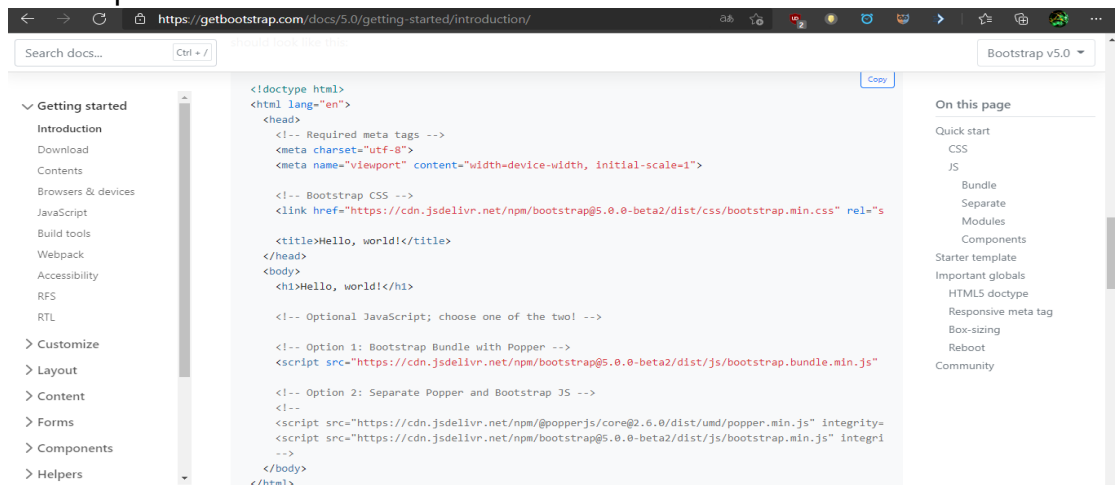 https://getbootstrap.com/docs/5.0/getting-started/introduction/
Search docs...
Ctrl + /
should look like this:
Bootstrap v5.0
Getting started
Introduction
Download
Contents
Browsers & devices
JavaScript
Build tools
Webpack
Accessibility
RFS
RTL
Customize
Layout
Content
Forms
Components
Helpers
Copy
<!doctype html>
<html lang="en">
<head>
<!-- Required meta tags -->
<meta charset="utf-8">
<meta name="viewport" content="width=device-width, initial-scale=1">
<!-- Bootstrap CSS -->
<link href="https://cdn.jsdelivr.net/npm/bootstrap@5.0.0-beta2/dist/css/bootstrap.min.css" rel="s
<title>Hello, world!</title>
</head>
<body>
<h1>Hello, world!</h1>
<!-- Optional JavaScript; choose one of the two! -->
<!-- Option 1: Bootstrap Bundle with Popper -->
<script src="https://cdn.jsdelivr.net/npm/bootstrap@5.0.0-beta2/dist/js/bootstrap.bundle.min.js"
<!-- Option 2: Separate Popper and Bootstrap JS -->
<!--
<script src="https://cdn.jsdelivr.net/npm/@popperjs/core@2.6.0/dist/umd/popper.min.js" integrity=
<script src="https://cdn.jsdelivr.net/npm/bootstrap@5.0.0-beta2/dist/js/bootstrap.min.js" integri
-->
</body>
</html>
On this page
Quick start
CSS
JS
Bundle
Separate
Modules
Components
Starter template
Important globals
HTML5 doctype
Responsive meta tag
Box-sizing
Reboot
Community